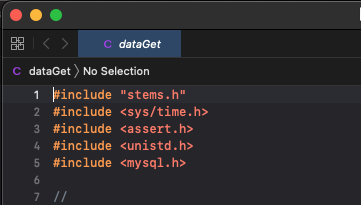 C dataGet
C dataGet 〉No Selection
1 #include "stems.h"
2 #include <sys/time.h>
3 #include <assert.h>
4 #include <unistd.h>
5 #include <mysql.h>
6
7 //